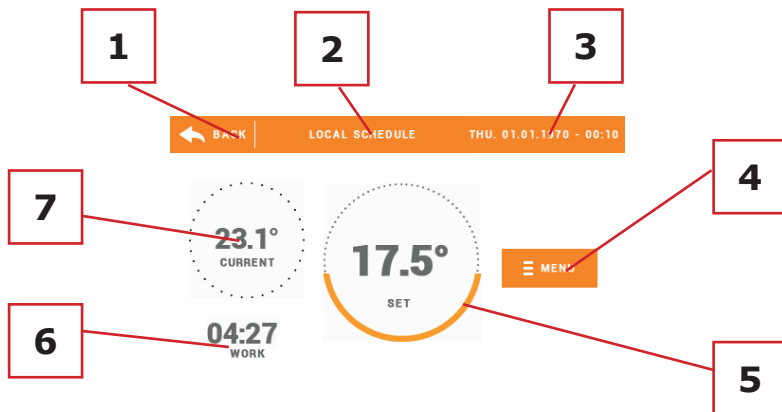 1
2
3
BACK
LOCAL SCHEDULE
THU. 01.01.1970 - 00:10
4
7
23.1°
CURRENT
17.5°
SET
MENU
6
04:27
WORK
5